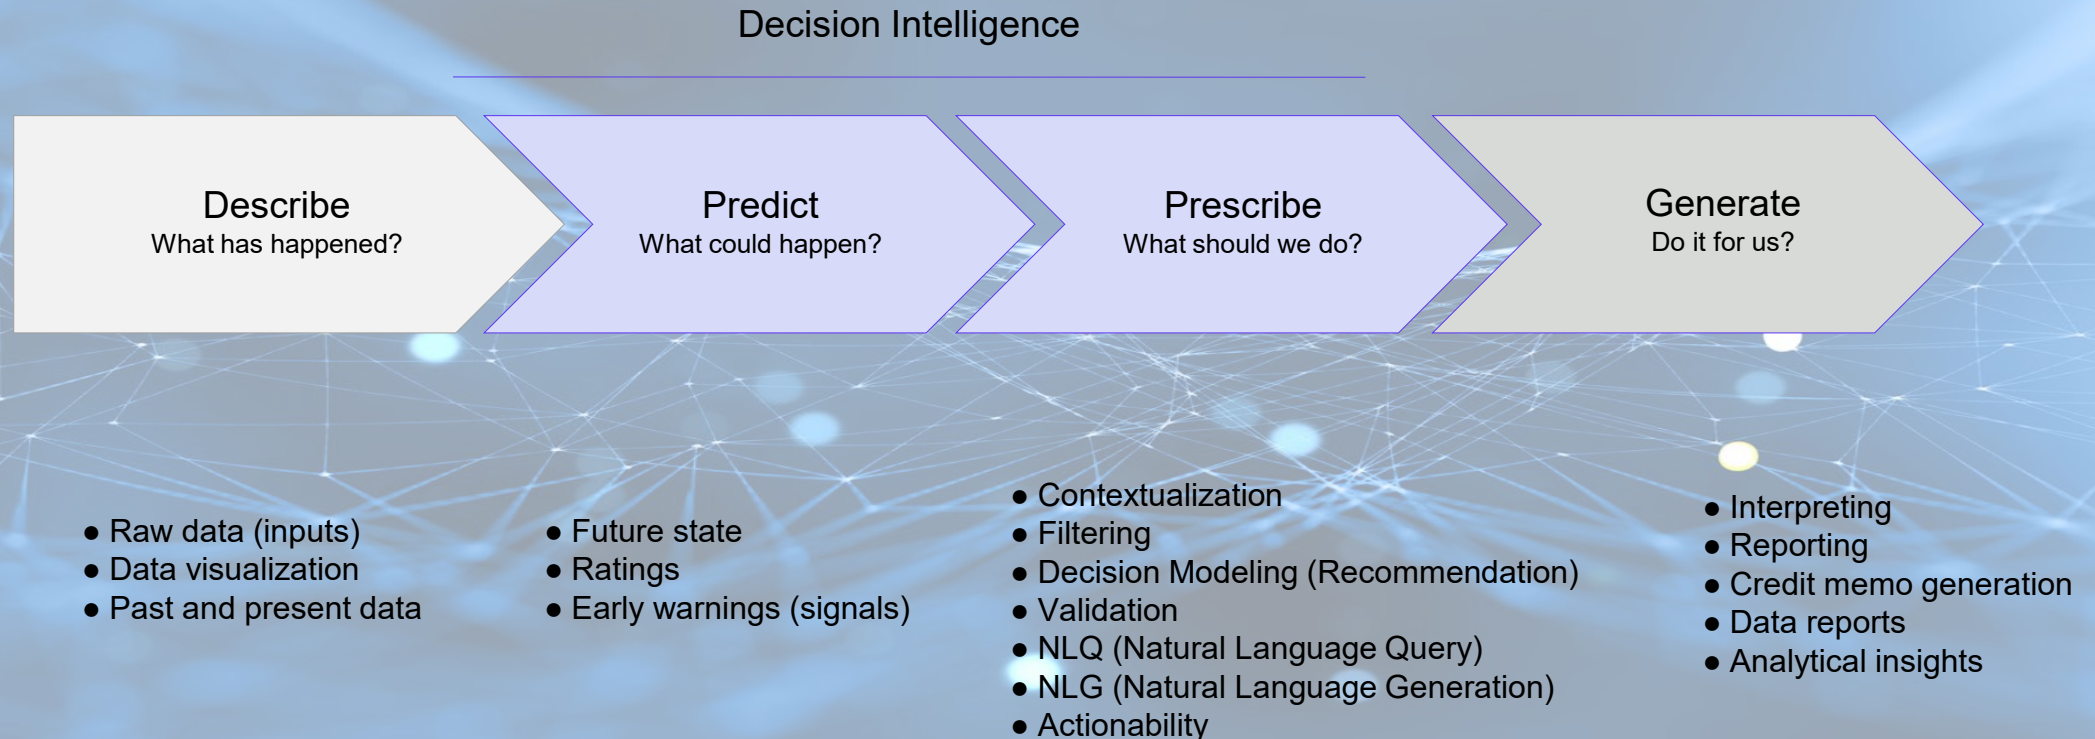 Decision Intelligence
Describe
What has happened?
Predict
What could happen?
Prescribe
What should we do?
Generate
Do it for us?
● Raw data (inputs)
● Data visualization
● Past and present data
● Future state
● Ratings
● Early warnings (signals)
● Contextualization
● Filtering
● Decision Modeling (Recommendation)
● Validation
● NLQ (Natural Language Query)
● NLG (Natural Language Generation)
● Actionability
● Interpreting
● Reporting
● Credit memo generation
● Data reports
● Analytical insights